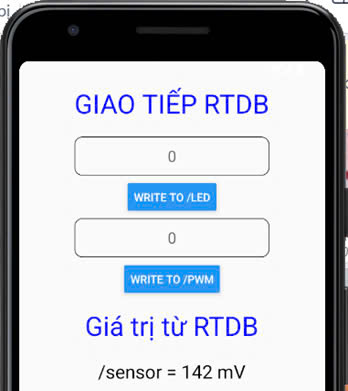 GIAO TIẾP RTDB
0
WRITE TO /LED
0
WRITE TO /PWM
Giá trị từ RTDB
/sensor = 142 mV